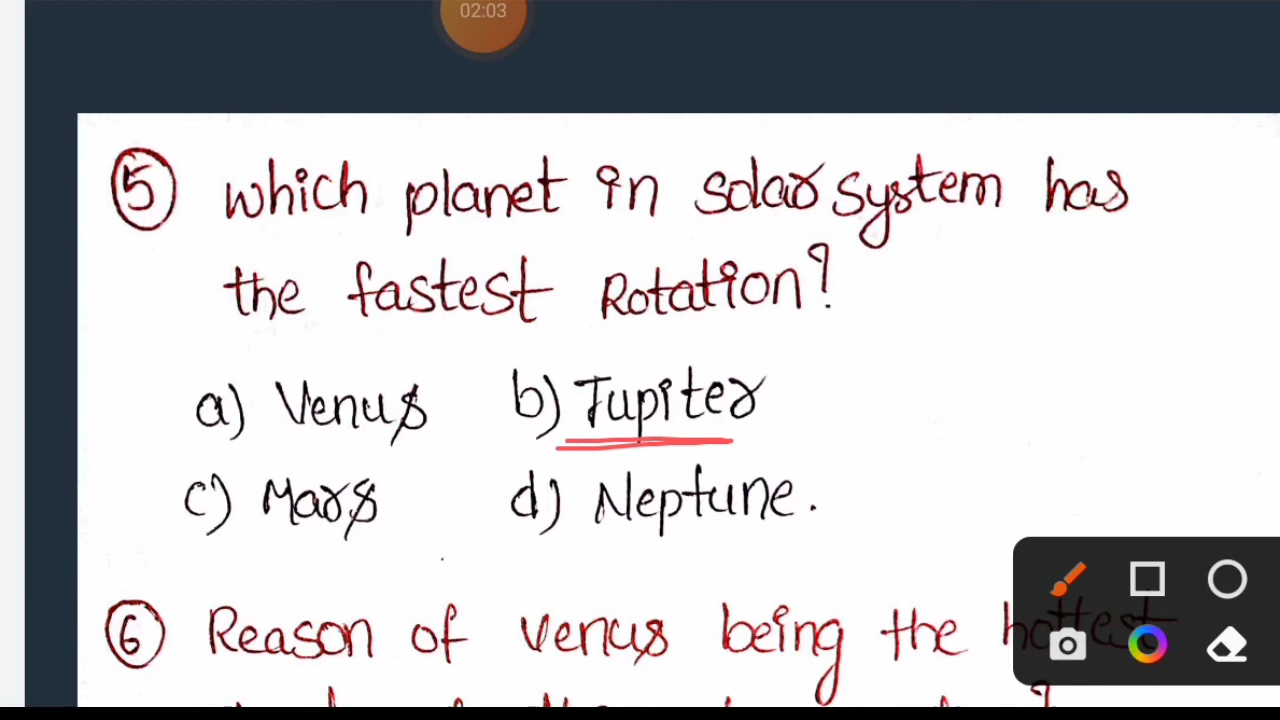 02:03
5 which planet in solar system has
the fastest Rotation?
a) Venus b) Jupiter
c) Mars d) Neptune.
6 Reason of Venus being the hottest